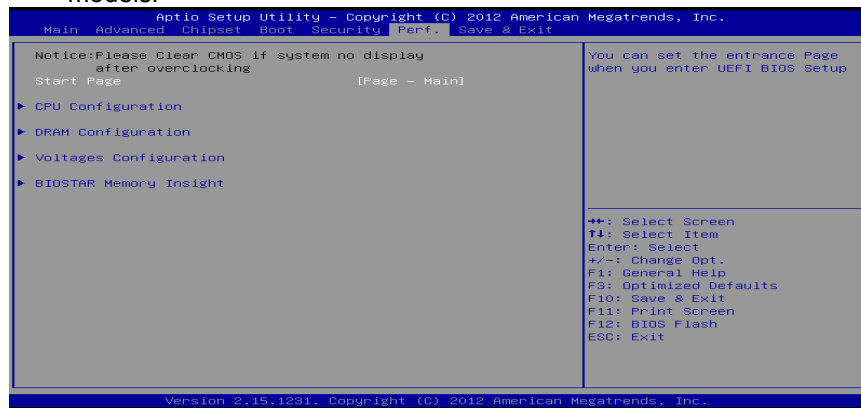 models.
Aptio Setup Utility – Copyright (C) 2012 American Megatrends, Inc.
Main Advanced Chipset Boot Security Perf. Save & Exit
Notice:Please Clear CMOS if system no display
after overclocking
Start Page [Page – Main]
► CPU Configuration
► DRAM Configuration
► Voltages Configuration
► BIOSTAR Memory Insight
You can set the entrance Page
when you enter UEFI BIOS Setup
→←: Select Screen
↑↓: Select Item
Enter: Select
+/-: Change Opt.
F1: General Help
F3: Optimized Defaults
F10: Save & Exit
F11: Print Screen
F12: BIOS Flash
ESC: Exit
Version 2.15.1231. Copyright (C) 2012 American Megatrends, Inc.